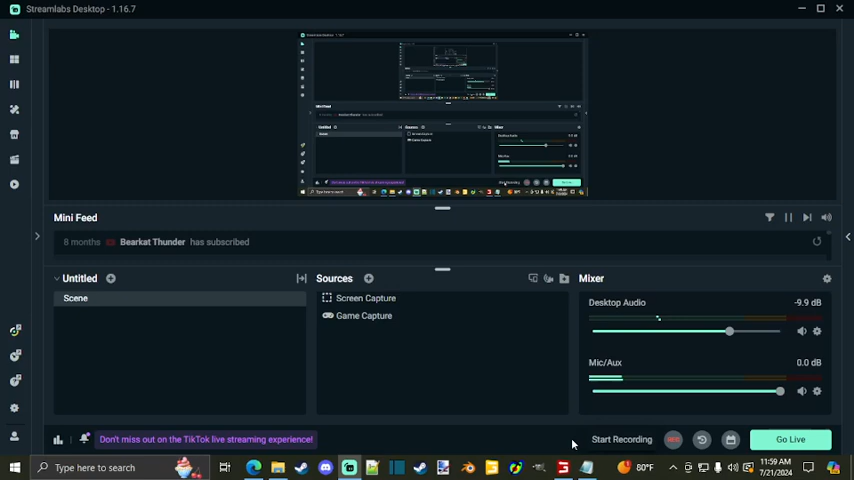 Streamlabs Desktop - 1.16.7
Mini Feed
8 months Bearkat Thunder has subscribed
Untitled
Sources
Mixer
Scene
Screen Capture
Game Capture
Desktop Audio
-9.9 dB
Mic/Aux
0.0 dB
Don't miss out on the TikTok live streaming experience!
Start Recording
REC
Go Live
Type here to search
80°F
11:59 AM
7/21/2024